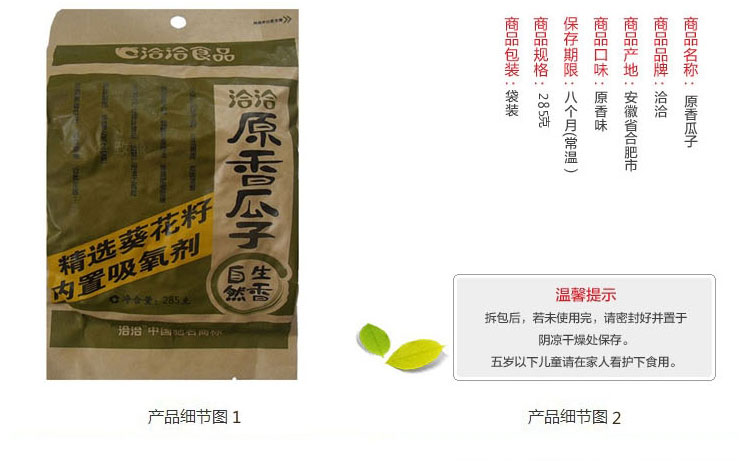 洽洽食品
洽洽
原香瓜子
精选葵花籽
内置吸氧剂
自然生香
净含量：285克
洽洽 中国驰名商标
商品名称：原香瓜子
商品品牌：洽洽
商品产地：安徽省合肥市
商品口味：原香味
保存期限：八个月(常温)
商品规格：285克
商品包装：袋装
温馨提示
拆包后，若未使用完，请密封好并置于
阴凉干燥处保存。
五岁以下儿童请在家人看护下食用。
产品细节图1
产品细节图2